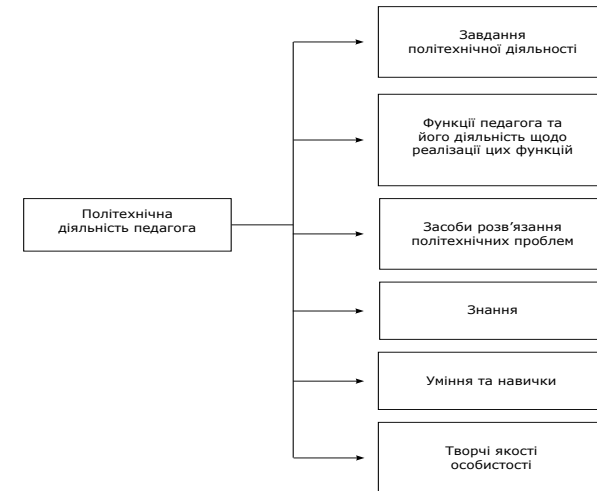 Завдання
політехнічної діяльності
Функції педагога та
його діяльність щодо
реалізації цих функцій
Політехнічна
діяльність педагога
Засоби розв’язання
політехнічних проблем
Знання
Уміння та навички
Творчі якості
особистості